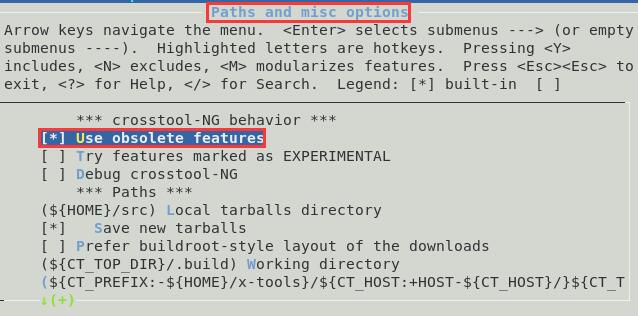 Paths and misc options
Arrow keys navigate the menu.  <Enter> selects submenus ---> (or empty
submenus ----).  Highlighted letters are hotkeys.  Pressing <Y>
includes, <N> excludes, <M> modularizes features.  Press <Esc><Esc> to
exit, <?> for Help, </> for Search.  Legend: [*] built-in  [ ]
*** crosstool-NG behavior ***
[*] Use obsolete features
[ ] Try features marked as EXPERIMENTAL
[ ] Debug crosstool-NG
*** Paths ***
(${HOME}/src) Local tarballs directory
[*]   Save new tarballs
[ ] Prefer buildroot-style layout of the downloads
(${CT_TOP_DIR}/.build) Working directory
(${CT_PREFIX:-${HOME}/x-tools}/${CT_HOST:+HOST-${CT_HOST}/}${CT_T
↓(+)